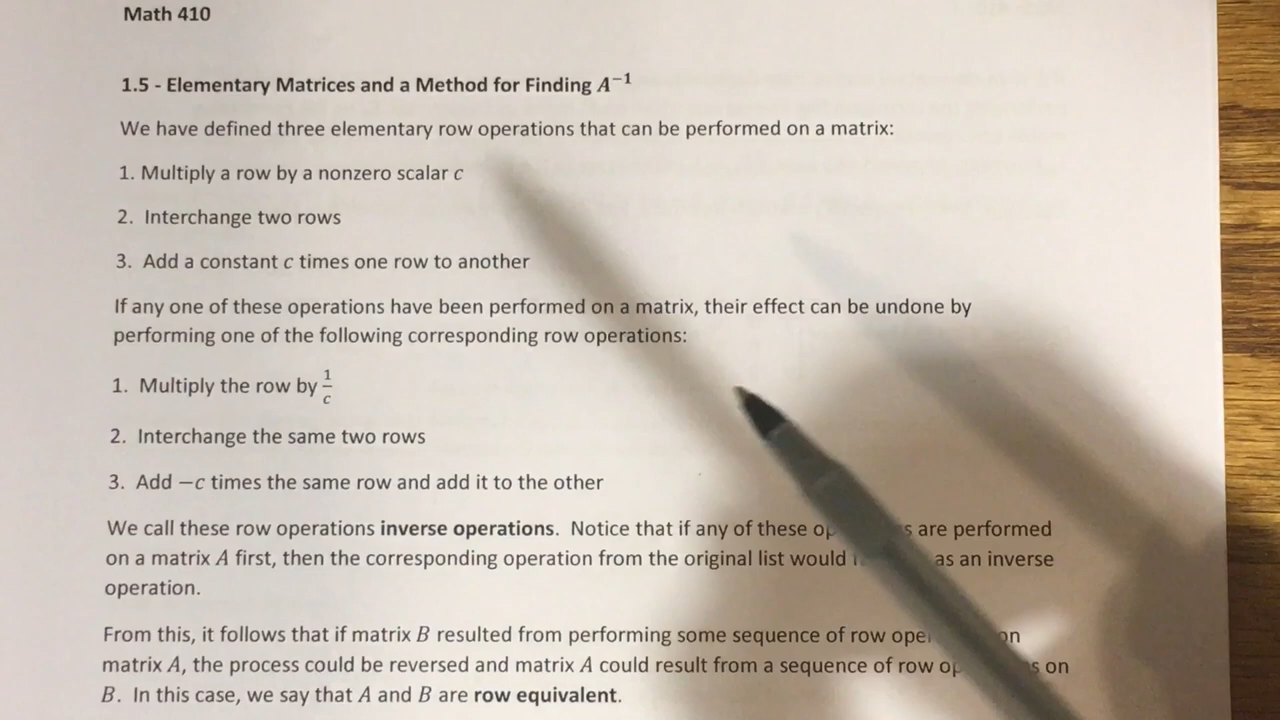 Math 410
1.5 - Elementary Matrices and a Method for Finding A⁻¹
We have defined three elementary row operations that can be performed on a matrix:
1. Multiply a row by a nonzero scalar c
2. Interchange two rows
3. Add a constant c times one row to another
If any one of these operations have been performed on a matrix, their effect can be undone by
performing one of the following corresponding row operations:
1. Multiply the row by 1/c
2. Interchange the same two rows
3. Add −c times the same row and add it to the other
We call these row operations inverse operations. Notice that if any of these are performed
on a matrix A first, then the corresponding operation from the original list would as an inverse
operation.
From this, it follows that if matrix B resulted from performing some sequence of row on
matrix A, the process could be reversed and matrix A could result from a sequence of row on
B. In this case, we say that A and B are row equivalent.